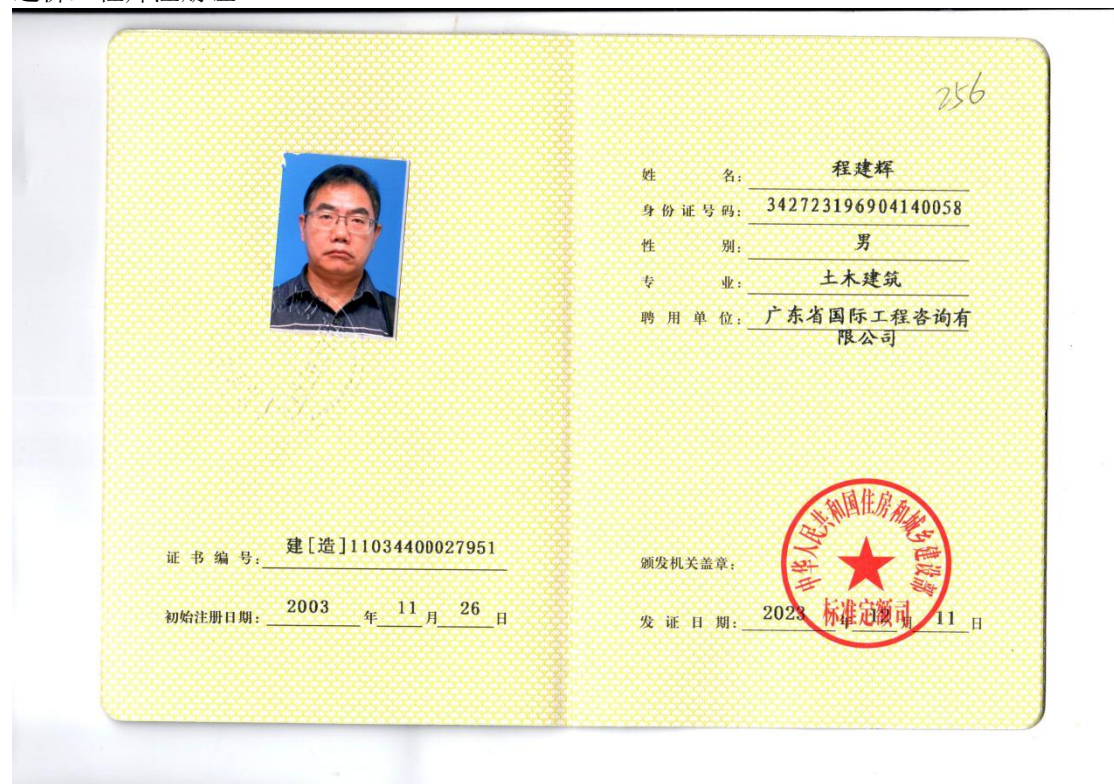 256
姓 名: 程建辉
身份证号码: 342723196904140058
性 别: 男
专 业: 土木建筑
聘用单位: 广东省国际工程咨询有
限公司
证书编号: 建[造]11034400027951
初始注册日期: 2003 年 11 月 26 日
颁发机关盖章:
中华人民共和国住房和城乡建设部
标准定额司
发证日期: 2023 年 12 月 11 日